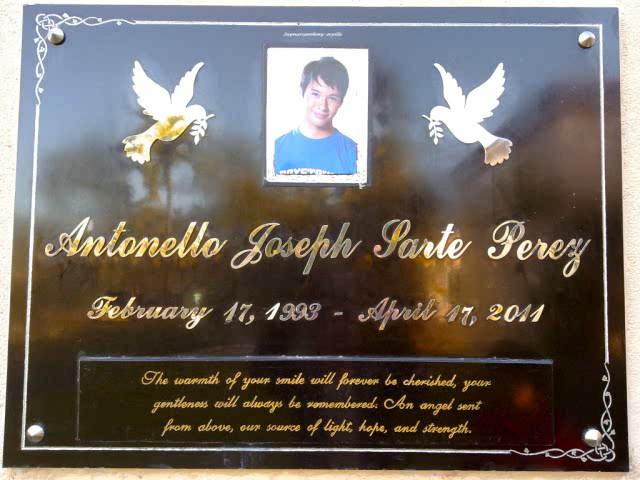 Antonello Joseph Sarte Perez
February 17, 1993 - April 17, 2011
The warmth of your smile will forever be cherished, your
gentleness will always be remembered. An angel sent
from above, our source of light, hope, and strength.